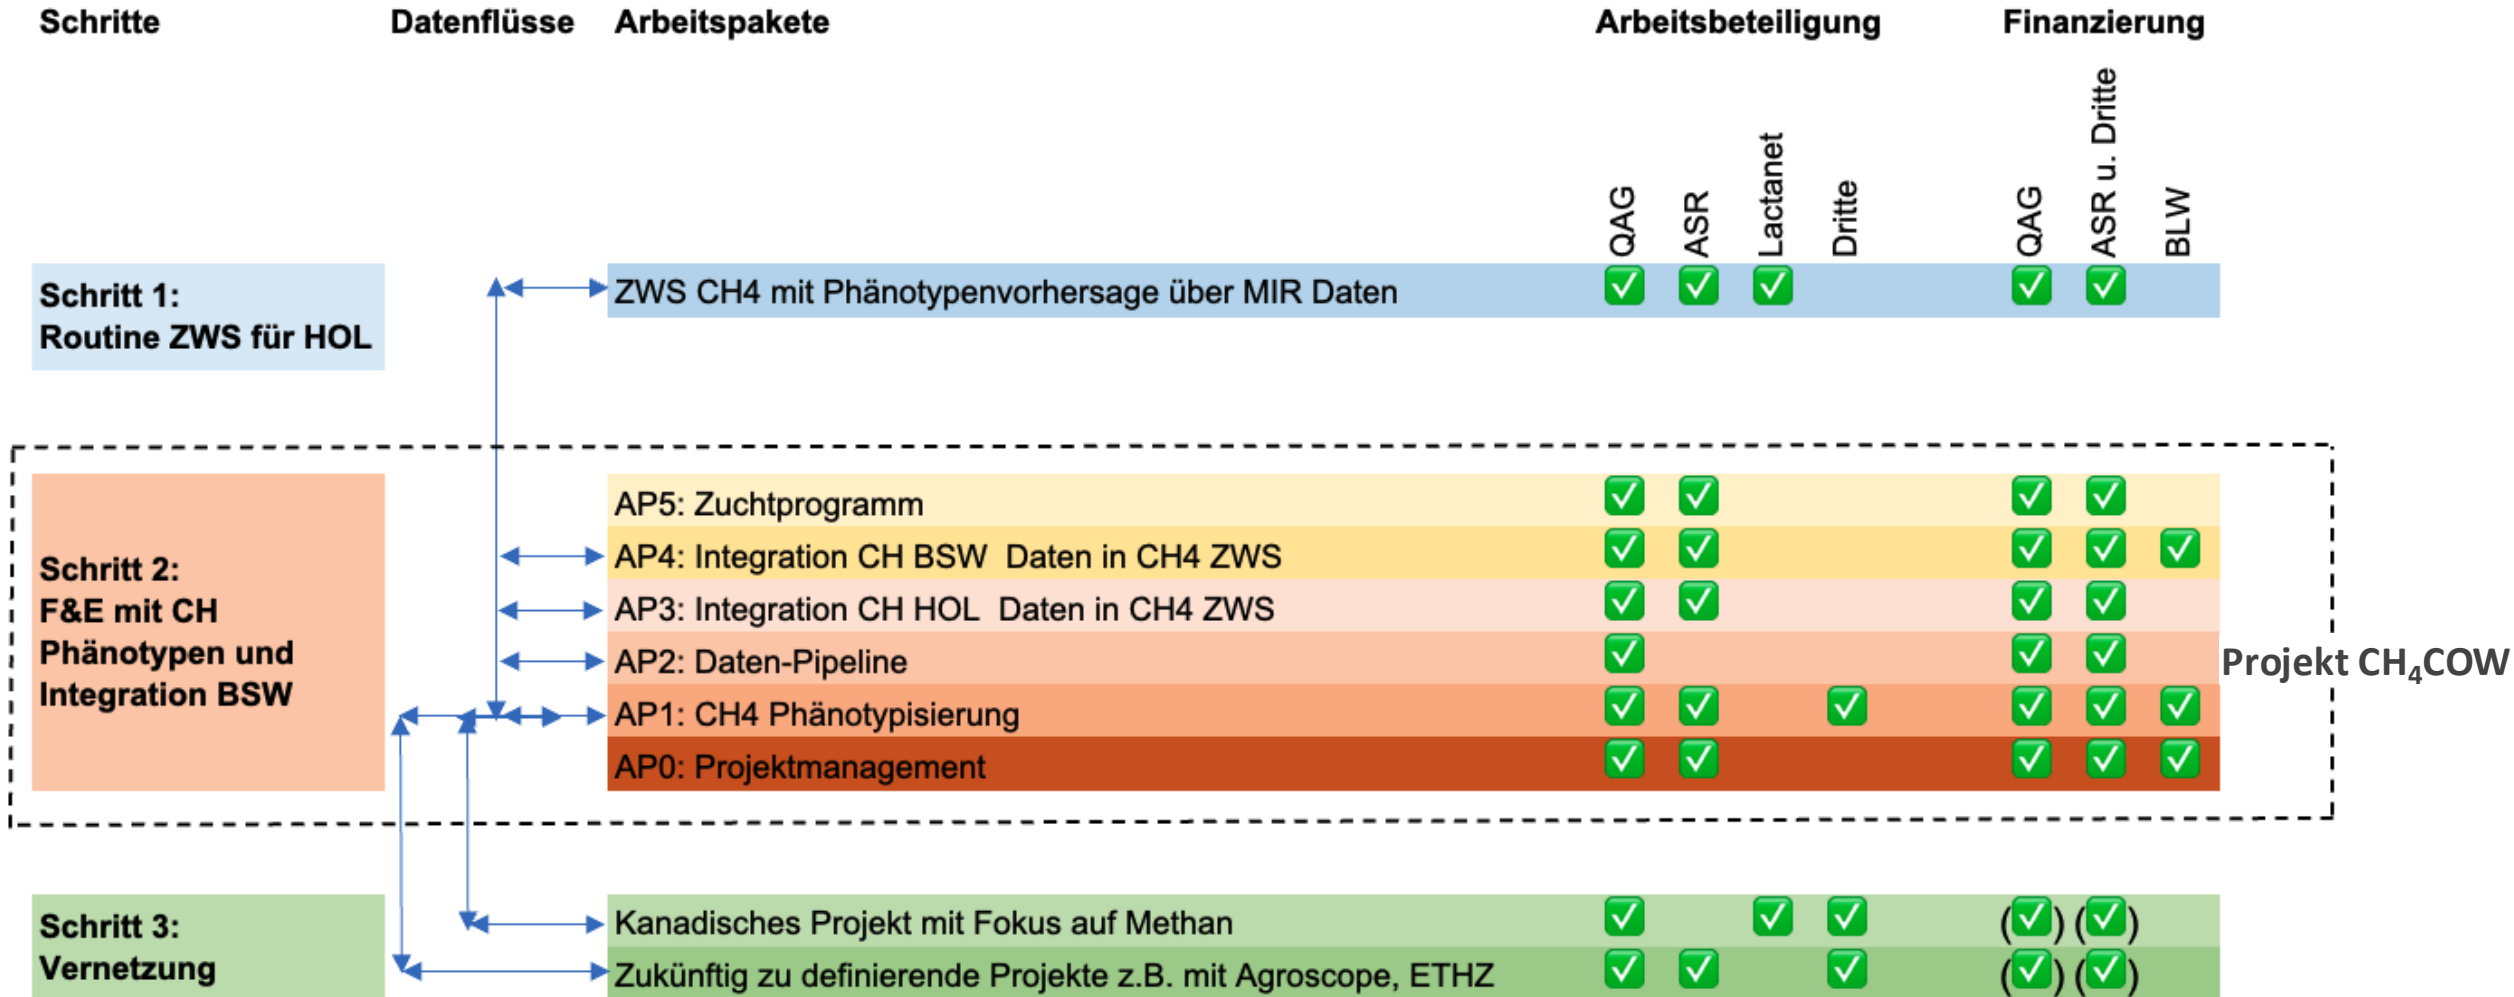 Schritte Datenflüsse Arbeitspakete Arbeitsbeteiligung Finanzierung
QAG ASR Lactanet Dritte QAG ASR u. Dritte BLW
Schritt 1:
Routine ZWS für HOL
ZWS CH4 mit Phänotypenvorhersage über MIR Daten ✅ ✅ ✅ ✅ ✅
Schritt 2:
F&E mit CH
Phänotypen und
Integration BSW
AP5: Zuchtprogramm ✅ ✅ ✅ ✅
AP4: Integration CH BSW Daten in CH4 ZWS ✅ ✅ ✅ ✅ ✅
AP3: Integration CH HOL Daten in CH4 ZWS ✅ ✅ ✅ ✅
AP2: Daten-Pipeline ✅ ✅ ✅
AP1: CH4 Phänotypisierung ✅ ✅ ✅ ✅ ✅ ✅
AP0: Projektmanagement ✅ ✅ ✅ ✅ ✅
Projekt CH₄COW
Schritt 3:
Vernetzung
Kanadisches Projekt mit Fokus auf Methan ✅ ✅ ✅ (✅) (✅)
Zukünftig zu definierende Projekte z.B. mit Agroscope, ETHZ ✅ ✅ ✅ (✅) (✅)